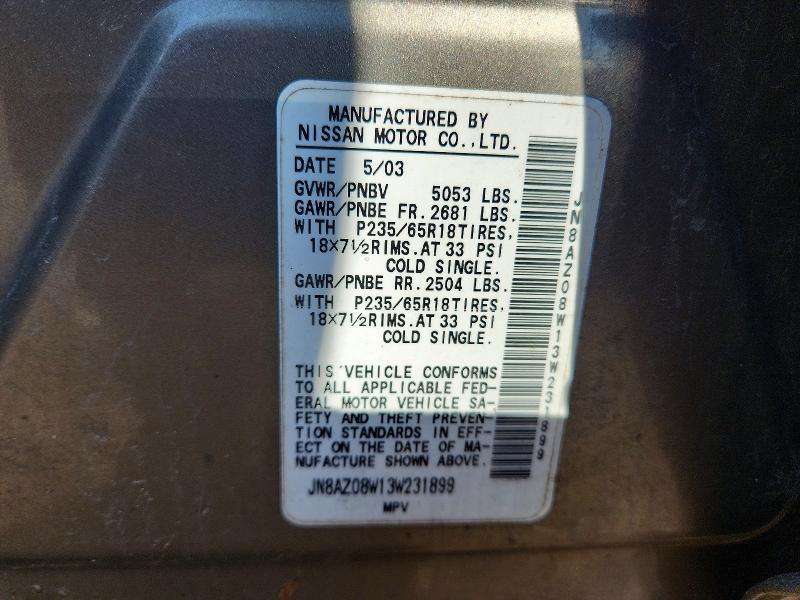 MANUFACTURED BY
NISSAN MOTOR CO.,LTD.
DATE 5/03
GVWR/PNBV 5053 LBS.
GAWR/PNBE FR. 2681 LBS.
WITH P235/65R18TIRES,
18×7½RIMS.AT 33 PSI
COLD SINGLE.
GAWR/PNBE RR. 2504 LBS.
WITH P235/65R18TIRES,
18×7½RIMS.AT 33 PSI
COLD SINGLE.
THIS VEHICLE CONFORMS
TO ALL APPLICABLE FED-
ERAL MOTOR VEHICLE SA-
FETY AND THEFT PREVEN-
TION STANDARDS IN EFF-
ECT ON THE DATE OF MA-
NUFACTURE SHOWN ABOVE.
JN8AZ08W13W231899
MPV
JN8AZ08W13W231899